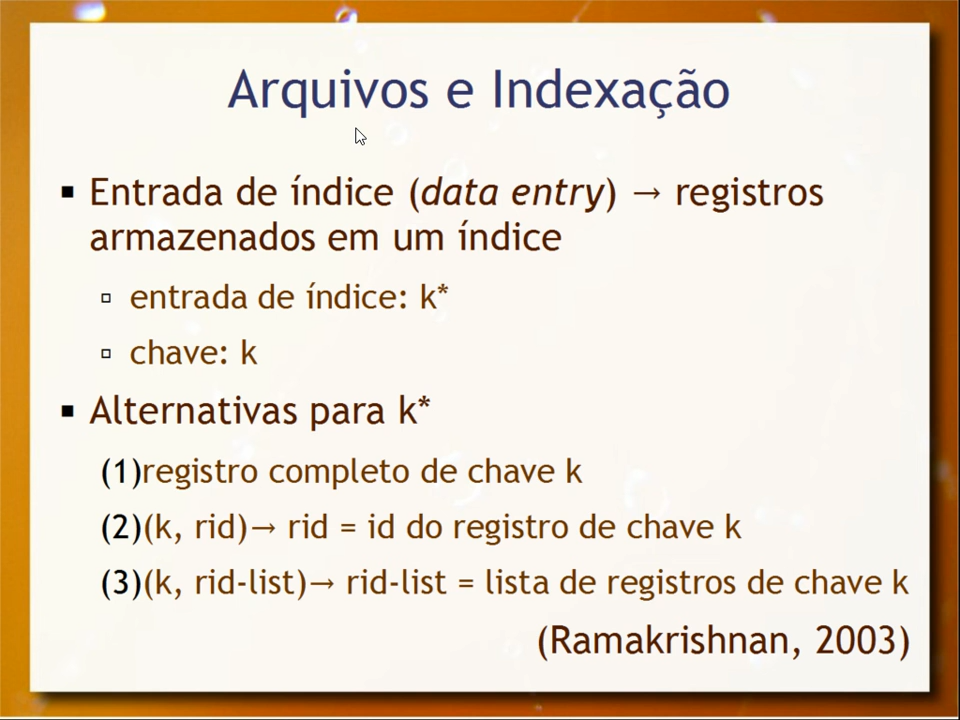 Arquivos e Indexação
▪ Entrada de índice (data entry) → registros
armazenados em um índice
▫ entrada de índice: k*
▫ chave: k
▪ Alternativas para k*
(1)registro completo de chave k
(2)(k, rid)→ rid = id do registro de chave k
(3)(k, rid-list)→ rid-list = lista de registros de chave k
(Ramakrishnan, 2003)